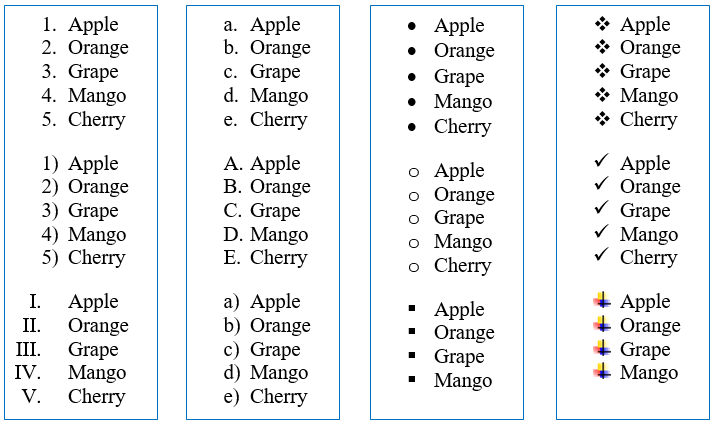 1. Apple
2. Orange
3. Grape
4. Mango
5. Cherry
1) Apple
2) Orange
3) Grape
4) Mango
5) Cherry
I. Apple
II. Orange
III. Grape
IV. Mango
V. Cherry
a. Apple
b. Orange
c. Grape
d. Mango
e. Cherry
A. Apple
B. Orange
C. Grape
D. Mango
E. Cherry
a) Apple
b) Orange
c) Grape
d) Mango
e) Cherry
● Apple
● Orange
● Grape
● Mango
● Cherry
○ Apple
○ Orange
○ Grape
○ Mango
○ Cherry
▪ Apple
▪ Orange
▪ Grape
▪ Mango
❖ Apple
❖ Orange
❖ Grape
❖ Mango
❖ Cherry
✓ Apple
✓ Orange
✓ Grape
✓ Mango
✓ Cherry
Apple
Orange
Grape
Mango